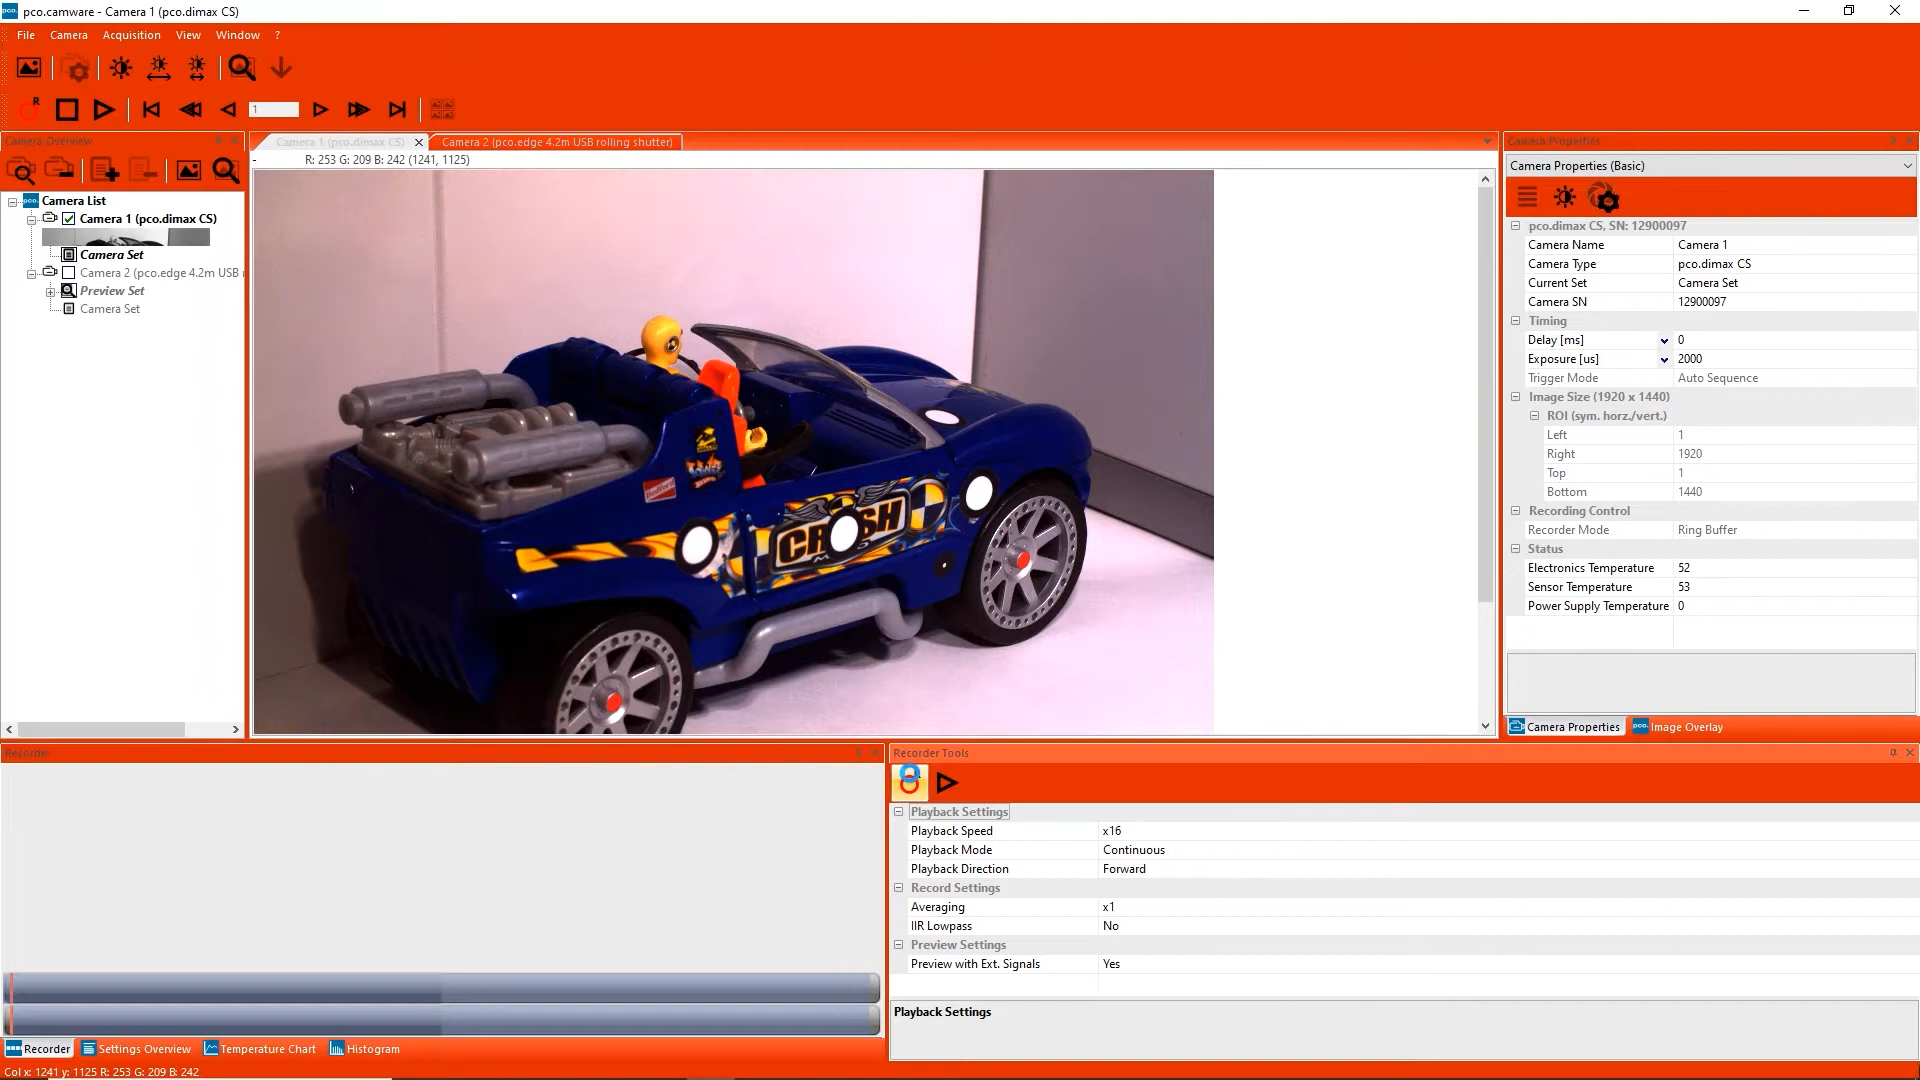 pco. pco.camware - Camera 1 (pco.dimax CS)
File Camera Acquisition View Window ?
R 1
Camera Overview
Camera 1 (pco.dimax CS) Camera 2 (pco.edge 4.2m USB rolling shutter)
- R: 253 G: 209 B: 242 (1241, 1125)
pco. Camera List
Camera 1 (pco.dimax CS)
Camera Set
Camera 2 (pco.edge 4.2m USB
Preview Set
Camera Set
CRASH
Camera Properties
Camera Properties (Basic)
pco.dimax CS, SN: 12900097
Camera Name Camera 1
Camera Type pco.dimax CS
Current Set Camera Set
Camera SN 12900097
Timing
Delay [ms] 0
Exposure [us] 2000
Trigger Mode Auto Sequence
Image Size (1920 x 1440)
ROI (sym. horz./vert.)
Left 1
Right 1920
Top 1
Bottom 1440
Recording Control
Recorder Mode Ring Buffer
Status
Electronics Temperature 52
Sensor Temperature 53
Power Supply Temperature 0
Camera Properties pco. Image Overlay
Recorder
Recorder Tools
Playback Settings
Playback Speed x16
Playback Mode Continuous
Playback Direction Forward
Record Settings
Averaging x1
IIR Lowpass No
Preview Settings
Preview with Ext. Signals Yes
Playback Settings
Recorder Settings Overview Temperature Chart Histogram
Col x: 1241 y: 1125 R: 253 G: 209 B: 242